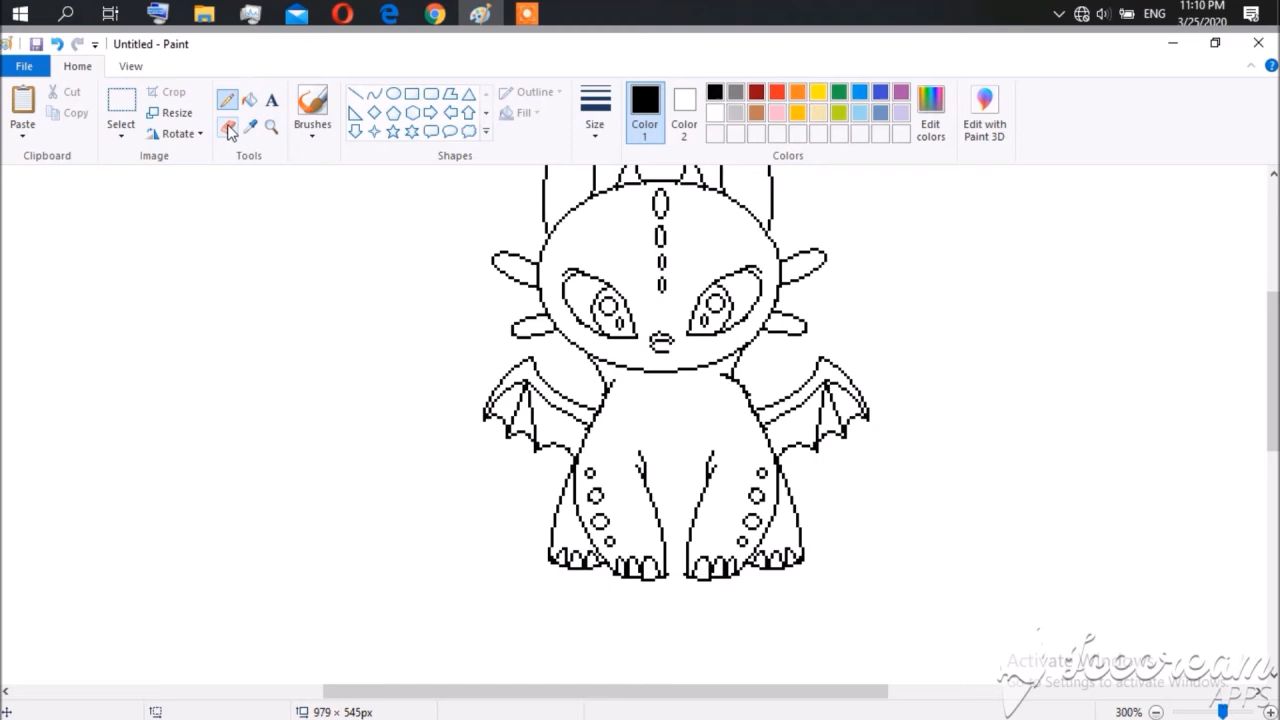 11:10 PM
ENG
3/25/2020
Untitled - Paint
File
Home
View
Paste
Cut
Copy
Clipboard
Select
Crop
Resize
Rotate
Image
A
Tools
Brushes
Shapes
Outline
Fill
Size
Color 1
Color 2
Colors
Edit colors
Edit with Paint 3D
Activate Windows
Go to Settings to activate Windows.
Icecream
APPS
979 × 545px
300%